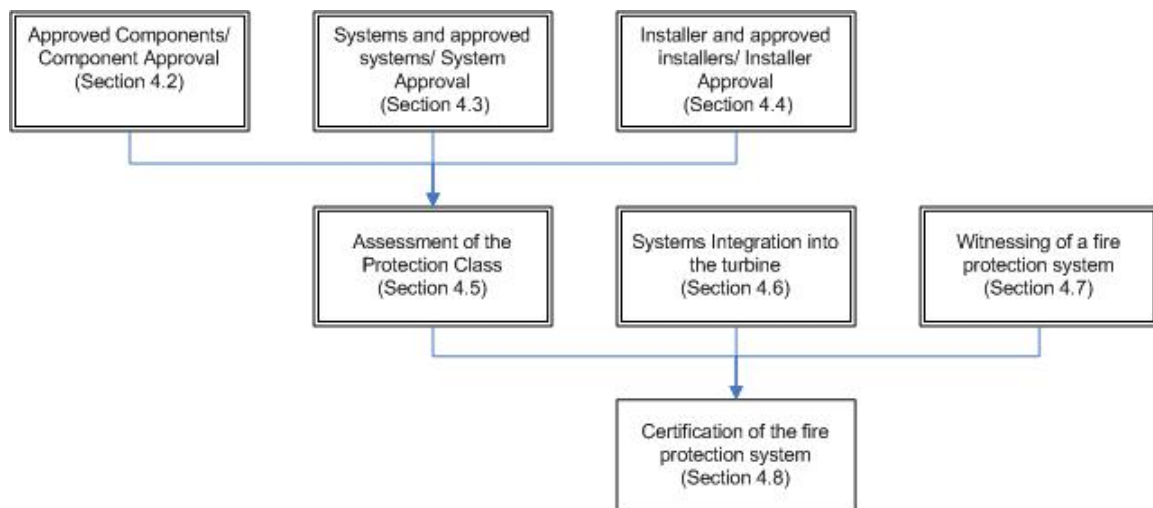 Approved Components/
Component Approval
(Section 4.2)
Systems and approved
systems/ System
Approval
(Section 4.3)
Installer and approved
installers/ Installer
Approval
(Section 4.4)
Assessment of the
Protection Class
(Section 4.5)
Systems Integration into
the turbine
(Section 4.6)
Witnessing of a fire
protection system
(Section 4.7)
Certification of the fire
protection system
(Section 4.8)